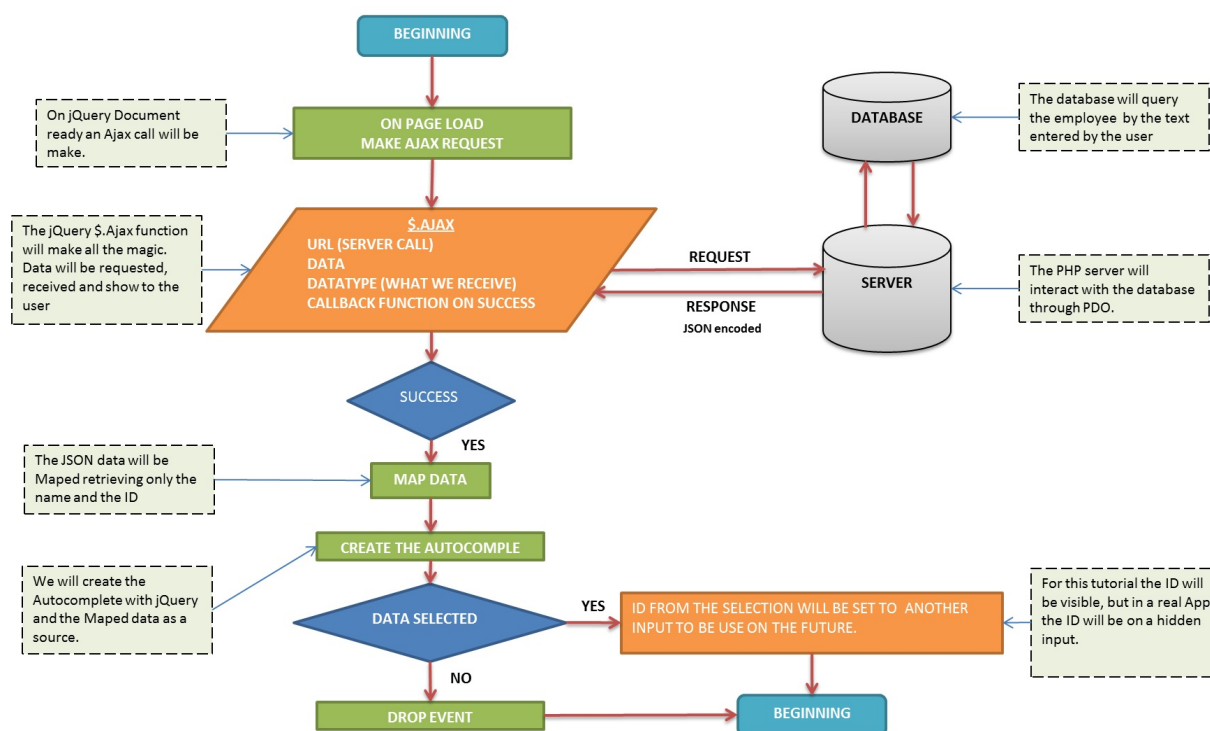 BEGINNING
On jQuery Document
ready an Ajax call will be
make.
ON PAGE LOAD
MAKE AJAX REQUEST
DATABASE
The database will query
the employee by the text
entered by the user
The jQuery $.Ajax function
will make all the magic.
Data will be requested,
received and show to the
user
$.AJAX
URL (SERVER CALL)
DATA
DATATYPE (WHAT WE RECEIVE)
CALLBACK FUNCTION ON SUCCESS
REQUEST
RESPONSE
JSON encoded
SERVER
The PHP server will
interact with the database
through PDO.
SUCCESS
YES
The JSON data will be
Maped retrieving only the
name and the ID
MAP DATA
CREATE THE AUTOCOMPLE
We will create the
Autocomplete with jQuery
and the Maped data as a
source.
DATA SELECTED
YES
ID FROM THE SELECTION WILL BE SET TO ANOTHER
INPUT TO BE USE ON THE FUTURE.
For this tutorial the ID will
be visible, but in a real App
the ID will be on a hidden
input.
NO
DROP EVENT
BEGINNING